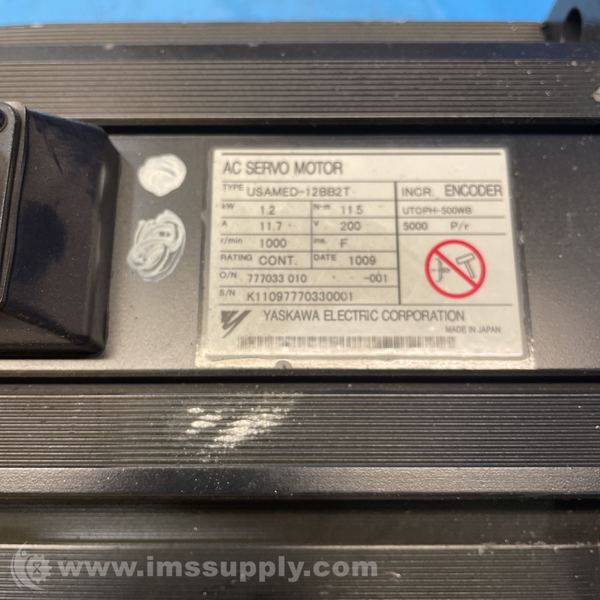 AC SERVO MOTOR
TYPE USAMED-12BB2T INCR. ENCODER
kW 1.2 N·m 11.5 UTOPH-500WB
A 11.7 V 200 5000 P/r
r/min 1000 ins. F
RATING CONT. DATE 1009
O/N 777033 010 -001
S/N K11097770330001
YASKAWA ELECTRIC CORPORATION
MADE IN JAPAN
www.imssupply.com